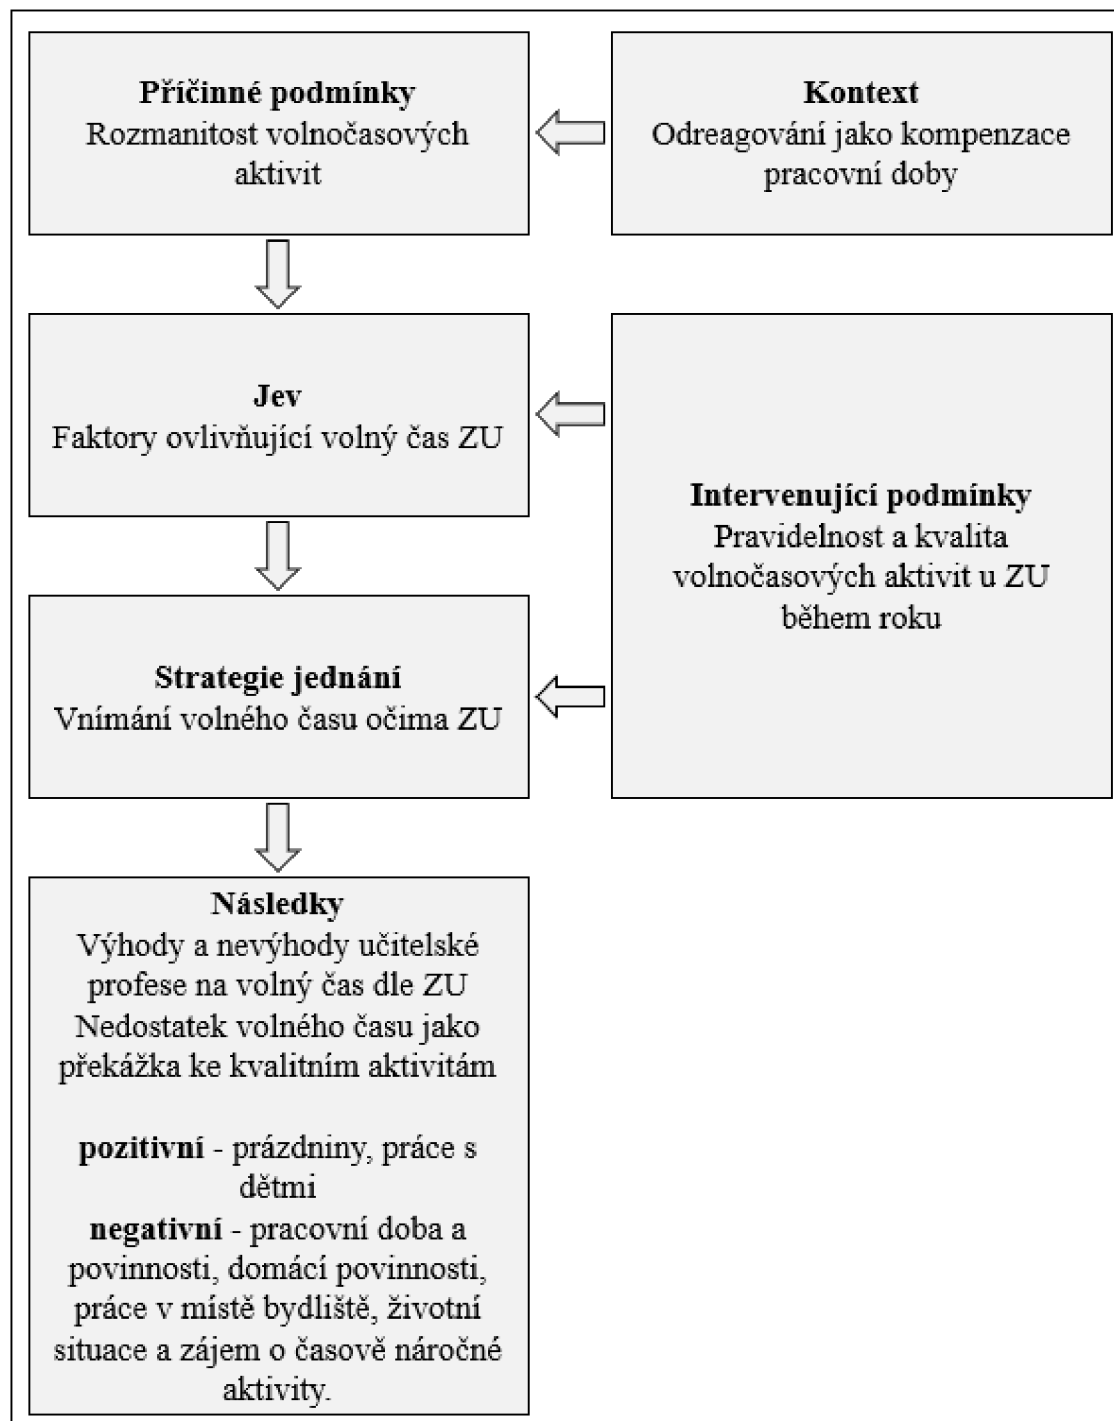 Příčinné podmínky
Rozmanitost volnočasových
aktivit
Kontext
Odreagování jako kompenzace
pracovní doby
Jev
Faktory ovlivňující volný čas ZU
Intervenující podmínky
Pravidelnost a kvalita
volnočasových aktivit u ZU
během roku
Strategie jednání
Vnímání volného času očima ZU
Následky
Výhody a nevýhody učitelské
profese na volný čas dle ZU
Nedostatek volného času jako
překážka ke kvalitním aktivitám
pozitivní - prázdniny, práce s
dětmi
negativní - pracovní doba a
povinnosti, domácí povinnosti,
práce v místě bydliště, životní
situace a zájem o časově náročné
aktivity.